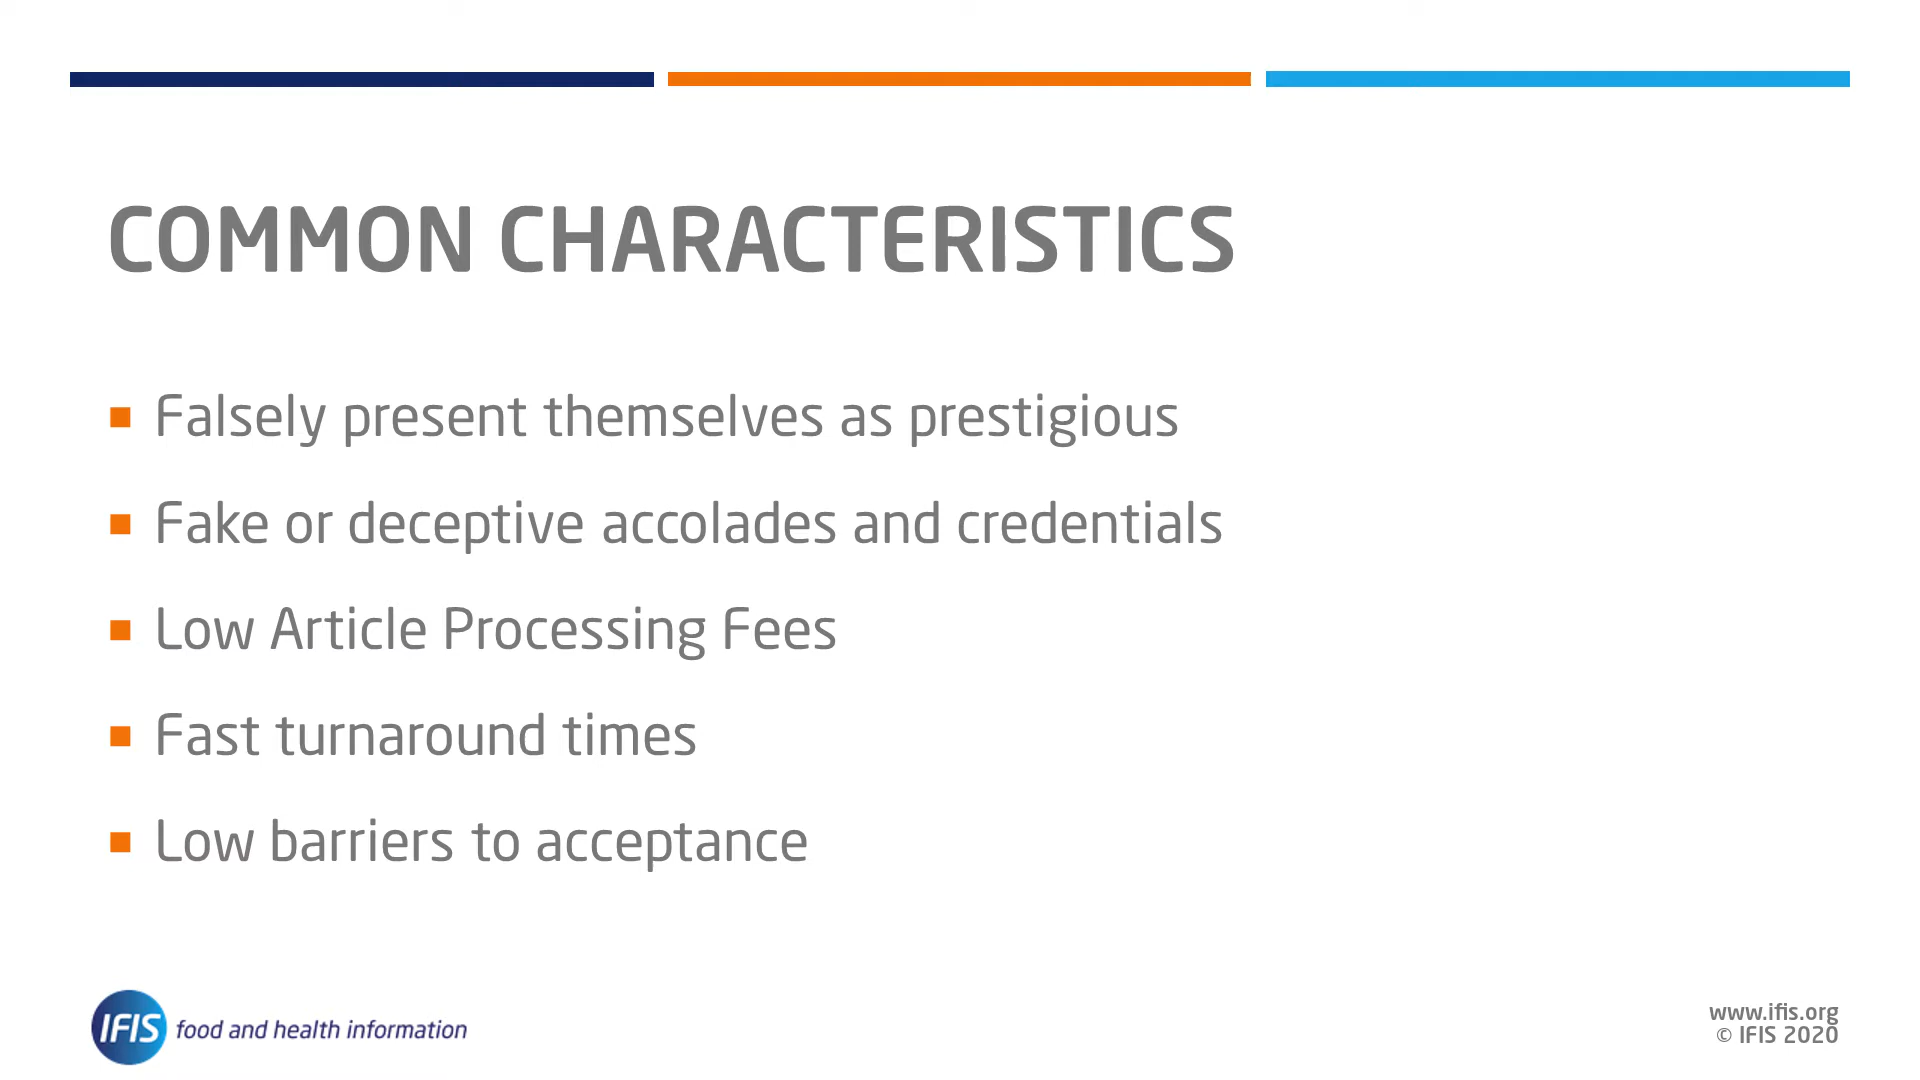 COMMON CHARACTERISTICS
Falsely present themselves as prestigious
Fake or deceptive accolades and credentials
Low Article Processing Fees
Fast turnaround times
Low barriers to acceptance
IFIS food and health information
www.ifis.org
© IFIS 2020